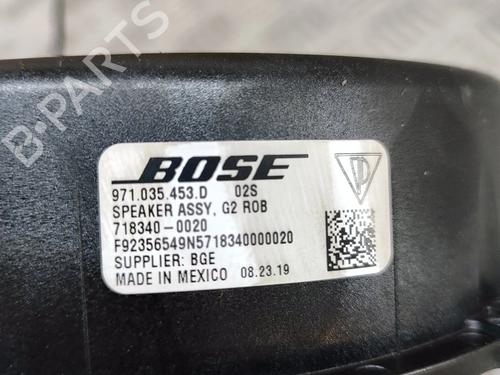 B-PARTS
BOSE
971.035.453.D 02S
SPEAKER ASSY, G2 ROB
718340-0020
F92356549N5718340000020
SUPPLIER: BGE
MADE IN MEXICO 08.23.19